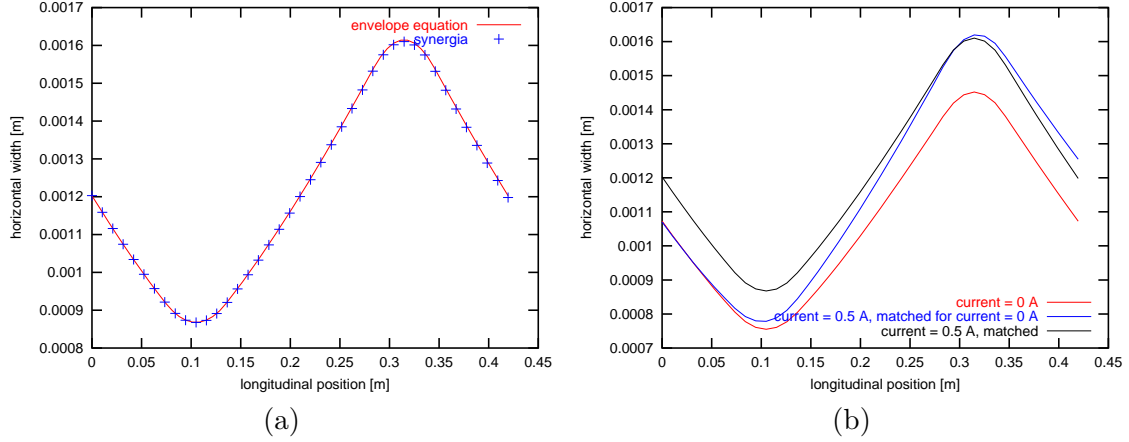 0.0017
0.0016
0.0015
0.0014
0.0013
0.0012
0.0011
0.001
0.0009
0.0008
horizontal width [m]
envelope equation
synergia
0 0.05 0.1 0.15 0.2 0.25 0.3 0.35 0.4 0.45
longitudinal position [m]
(a)
0.0017
0.0016
0.0015
0.0014
0.0013
0.0012
0.0011
0.001
0.0009
0.0008
0.0007
horizontal width [m]
current = 0 A
current = 0.5 A, matched for current = 0 A
current = 0.5 A, matched
0 0.05 0.1 0.15 0.2 0.25 0.3 0.35 0.4 0.45
longitudinal position [m]
(b)